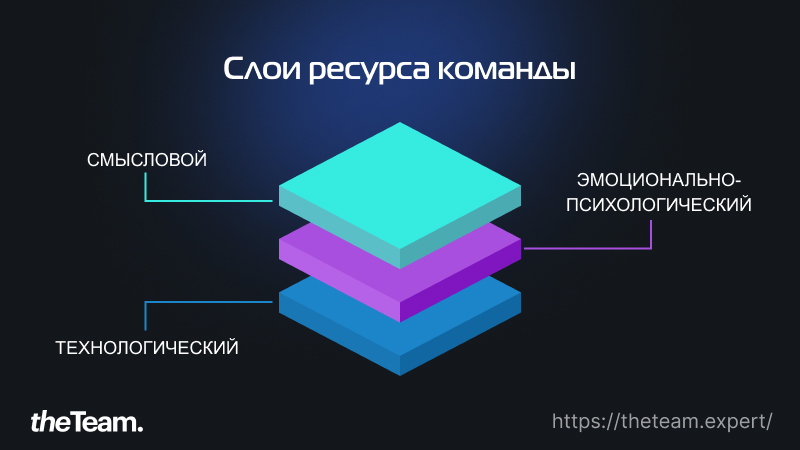 Слои ресурса команды
СМЫСЛОВОЙ
ЭМОЦИОНАЛЬНО-
ПСИХОЛОГИЧЕСКИЙ
ТЕХНОЛОГИЧЕСКИЙ
theTeam.
https://theteam.expert/